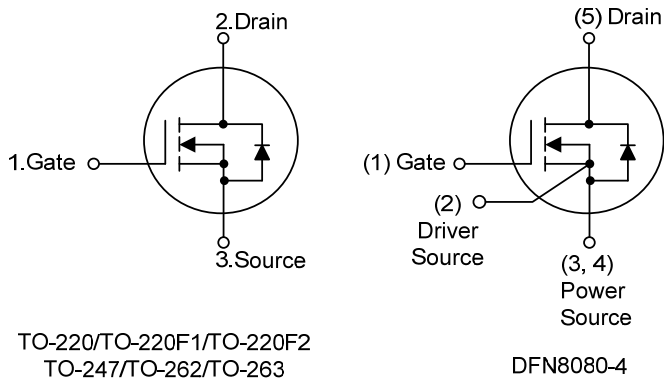 2.Drain
1.Gate
3.Source
TO-220/TO-220F1/TO-220F2
TO-247/TO-262/TO-263
(5) Drain
(1) Gate
(2)
Driver
Source
(3, 4)
Power
Source
DFN8080-4